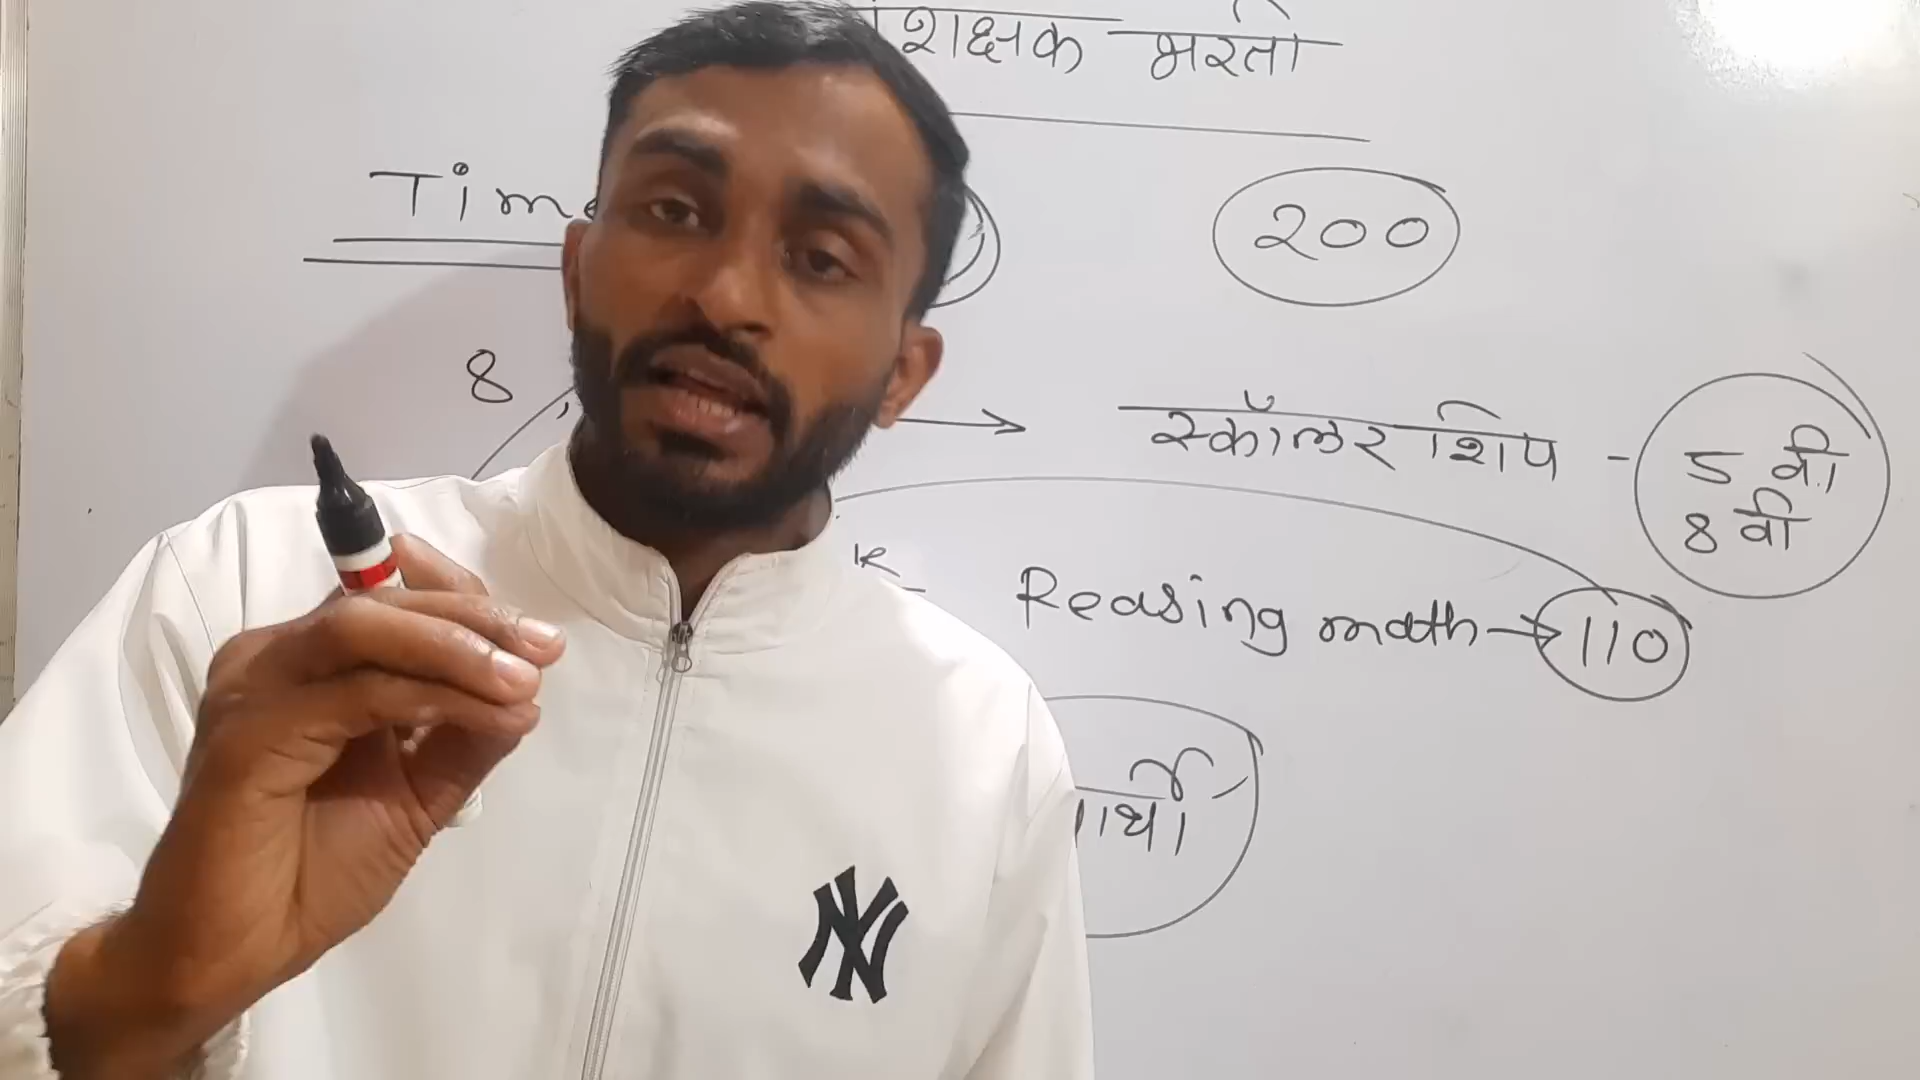 शिक्षक भरती
Time 200
8,
स्कॉलरशिप - 5 वी
8 वी
Reasing math → 110
NY